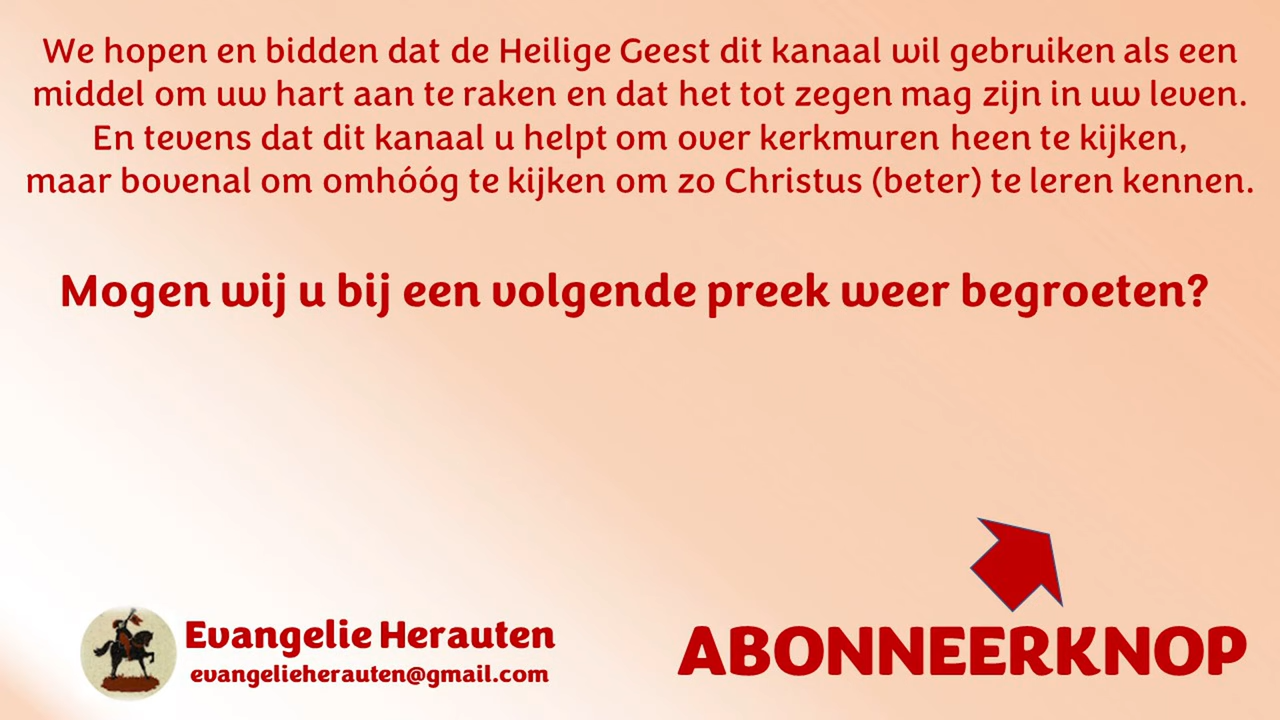 We hopen en bidden dat de Heilige Geest dit kanaal wil gebruiken als een
middel om uw hart aan te raken en dat het tot zegen mag zijn in uw leven.
En tevens dat dit kanaal u helpt om over kerkmuren heen te kijken,
maar bovenal om omhóóg te kijken om zo Christus (beter) te leren kennen.
Mogen wij u bij een volgende preek weer begroeten?
Evangelie Herauten
evangelieherauten@gmail.com
ABONNEERKNOP